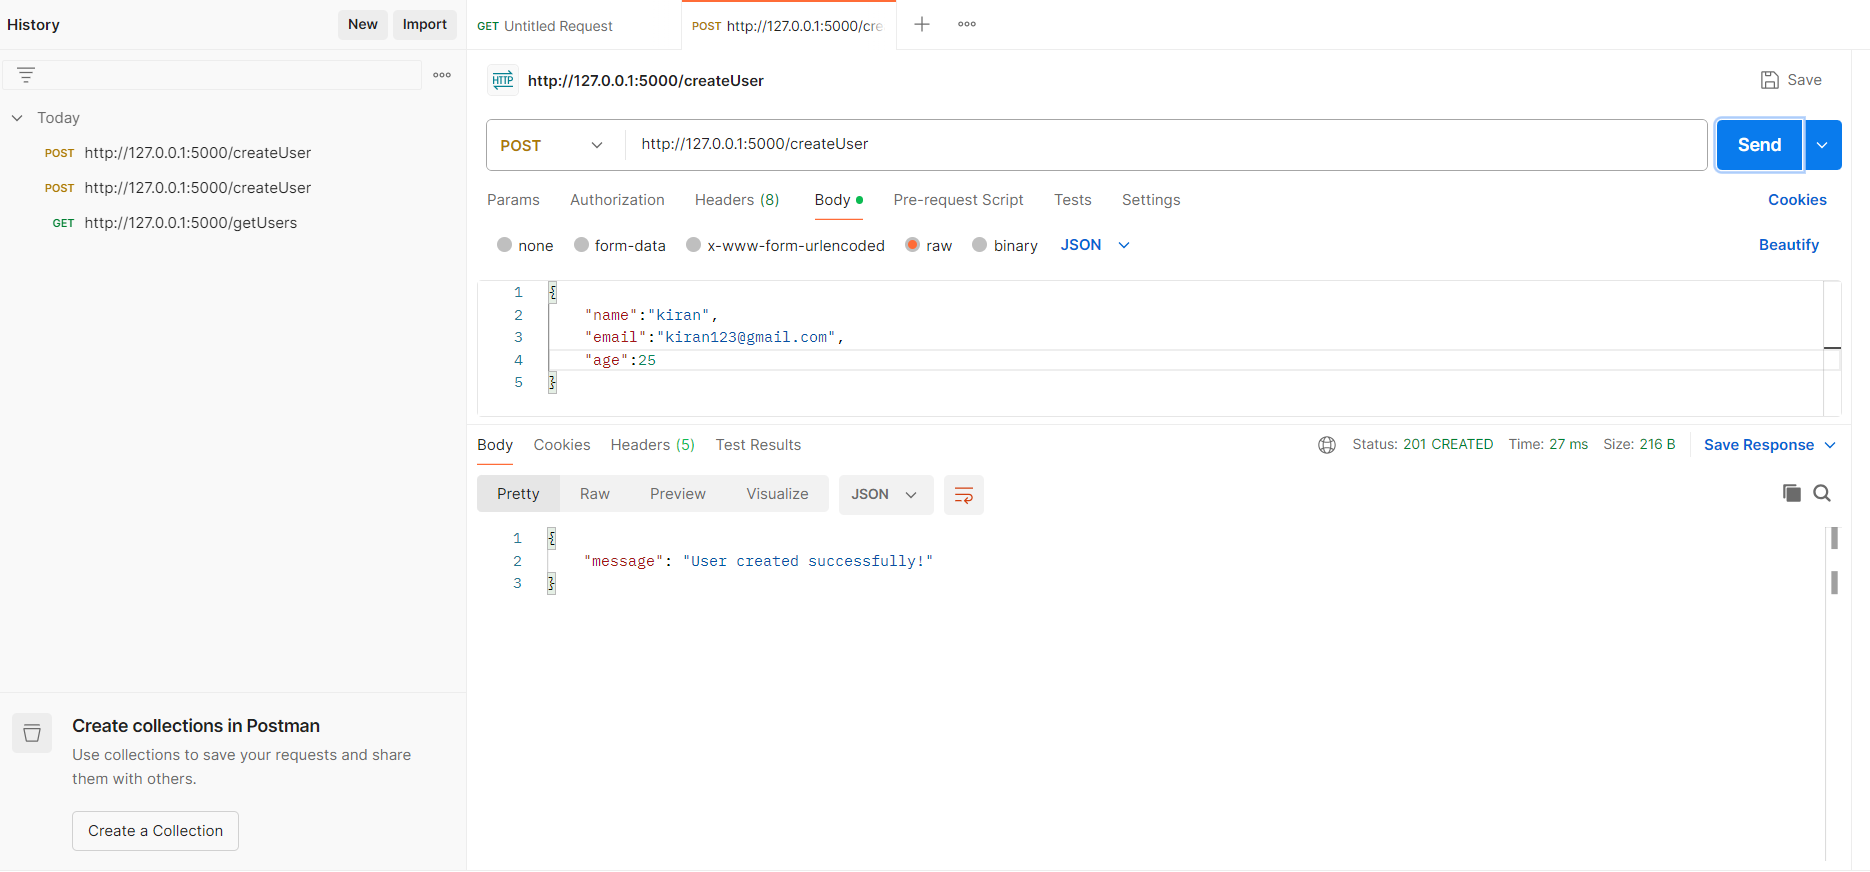 History
New
Import
GET Untitled Request
POST http://127.0.0.1:5000/cre
HTTP http://127.0.0.1:5000/createUser
Save
Today
POST http://127.0.0.1:5000/createUser
POST http://127.0.0.1:5000/createUser
GET http://127.0.0.1:5000/getUsers
POST http://127.0.0.1:5000/createUser
Send
Params Authorization Headers (8) Body Pre-request Script Tests Settings Cookies
none form-data x-www-form-urlencoded raw binary JSON Beautify
1 {
2 "name":"kiran",
3 "email":"kiran123@gmail.com",
4 "age":25
5 }
Body Cookies Headers (5) Test Results Status: 201 CREATED Time: 27 ms Size: 216 B Save Response
Pretty Raw Preview Visualize JSON
1 {
2 "message": "User created successfully!"
3 }
Create collections in Postman
Use collections to save your requests and share
them with others.
Create a Collection